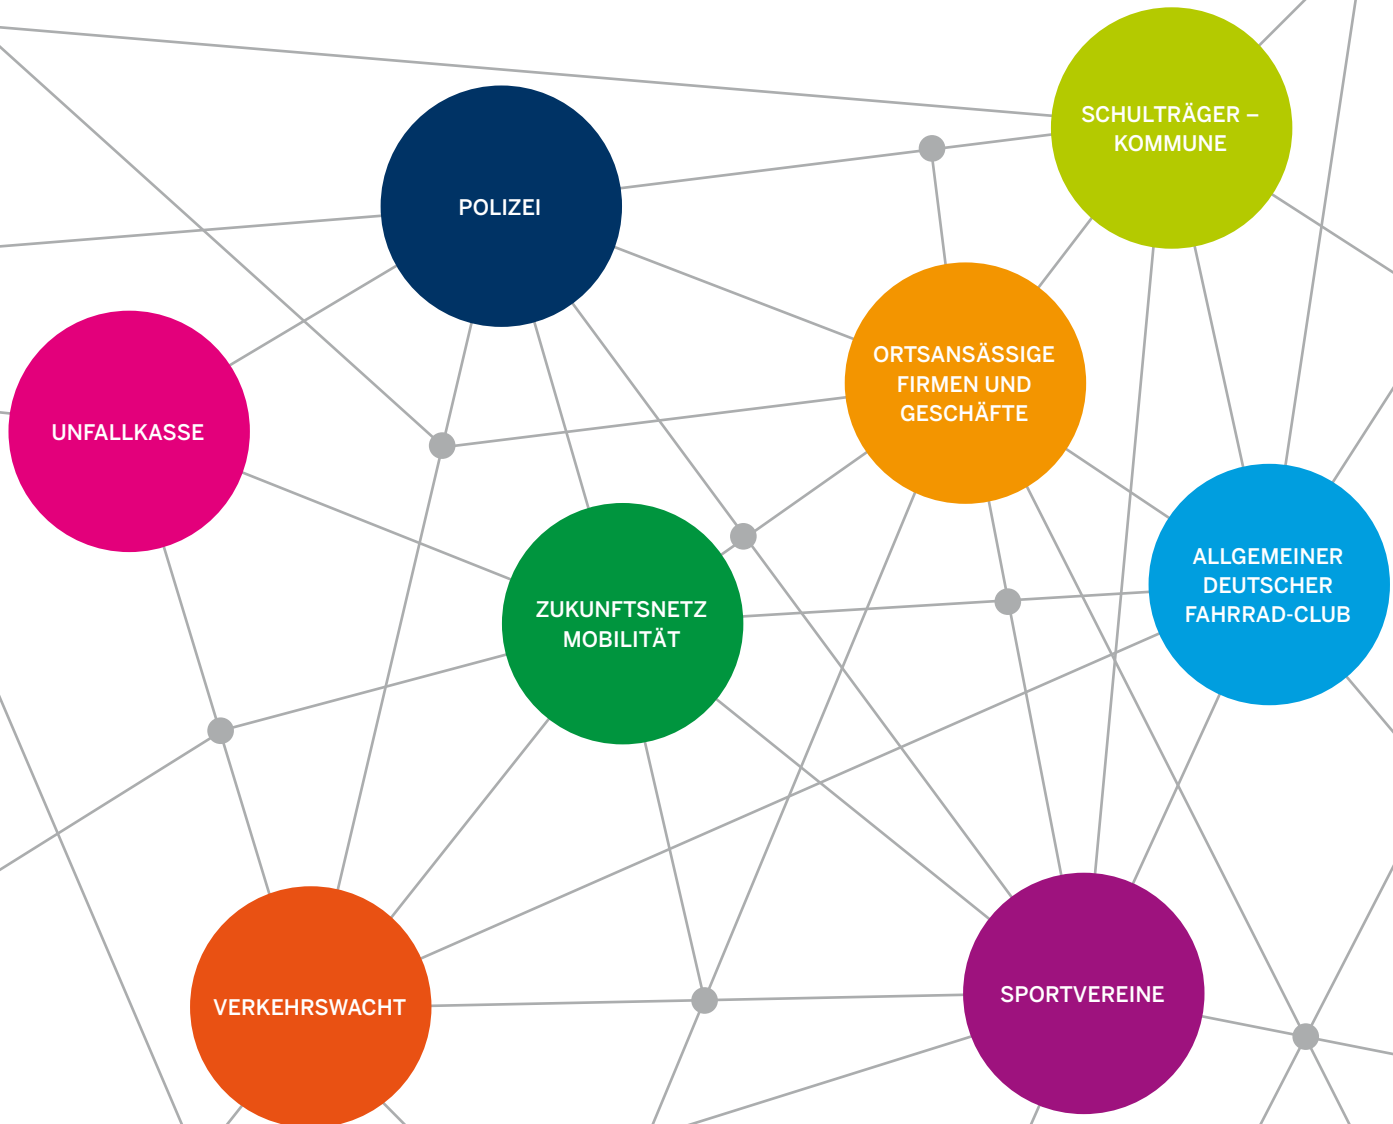 SCHULTRÄGER –
KOMMUNE
POLIZEI
ORTSANSÄSSIGE
FIRMEN UND
GESCHÄFTE
UNFALLKASSE
ALLGEMEINER
DEUTSCHER
FAHRRAD-CLUB
ZUKUNFTSNETZ
MOBILITÄT
VERKEHRSWACHT
SPORTVEREINE